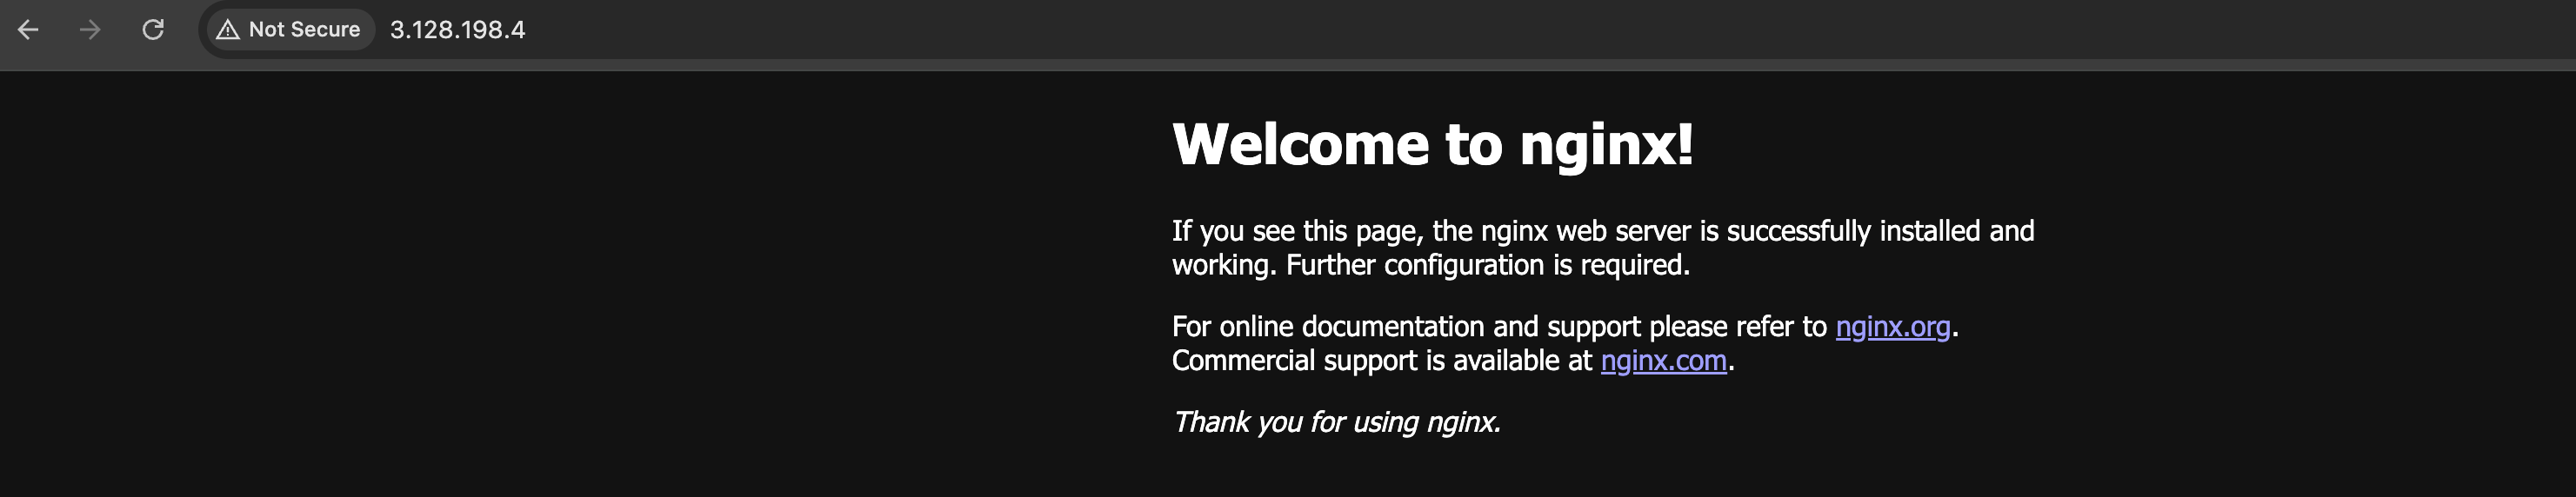 Not Secure 3.128.198.4
Welcome to nginx!
If you see this page, the nginx web server is successfully installed and
working. Further configuration is required.
For online documentation and support please refer to nginx.org.
Commercial support is available at nginx.com.
Thank you for using nginx.